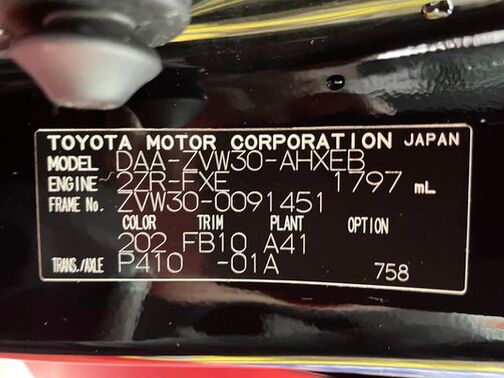 TOYOTA MOTOR CORPORATION JAPAN
MODEL DAA-ZVW30-AHXEB
ENGINE 2ZR-FXE 1797 mL
FRAME No. ZVW30-0091451
COLOR TRIM PLANT OPTION
202 FB10 A41
TRANS./AXLE P410 -01A 758